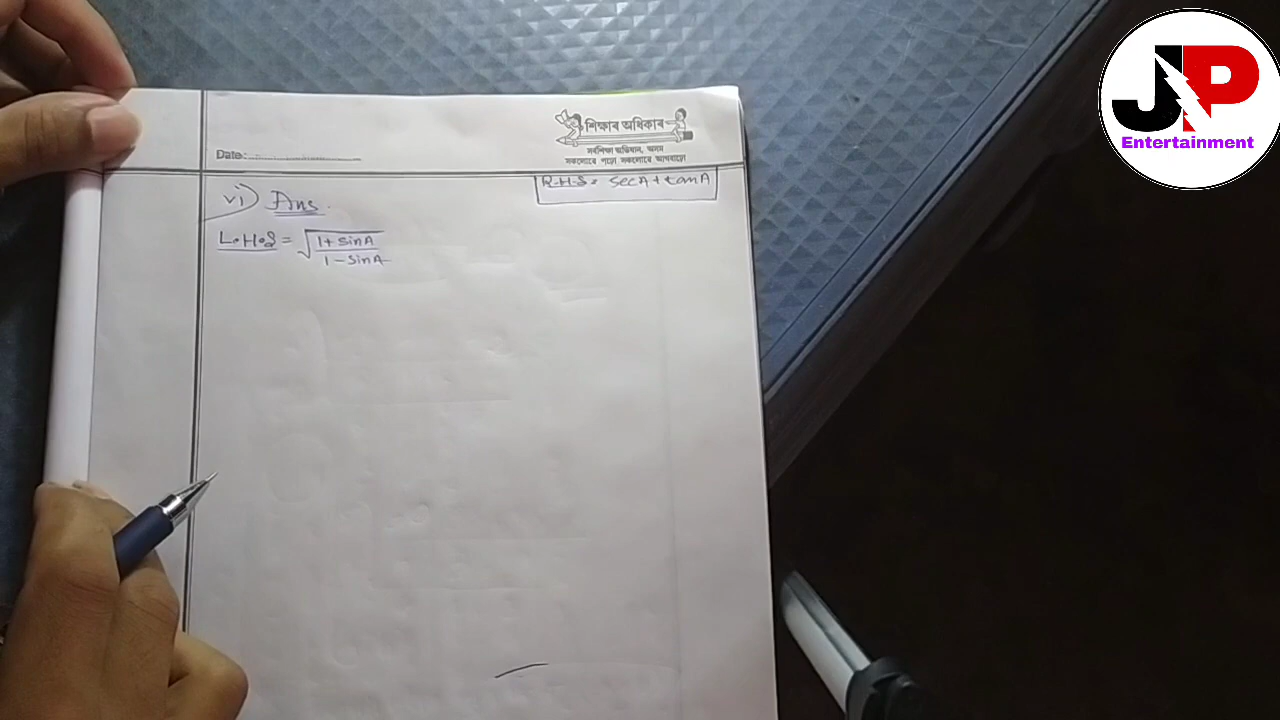 JP
Entertainment
শিক্ষাৰ অধিকাৰ
সৰ্বশিক্ষা অভিযান, অসম
সকলোৱে পঢ়ো সকলোৱে আগবাঢ়ো
Date:
R.H.S = secA + tanA
vi) Ans.
L.H.S = √(1 + sinA / 1 - sinA)